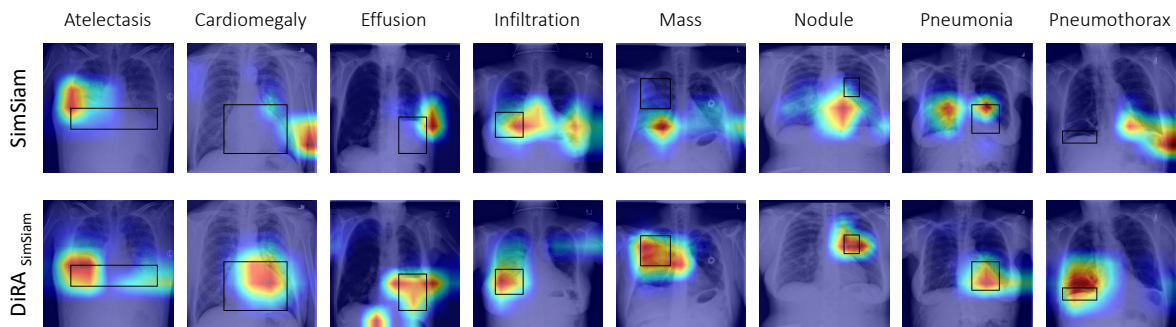 Atelectasis Cardiomegaly Effusion Infiltration Mass Nodule Pneumonia Pneumothorax
SimSiam
DiRA SimSiam